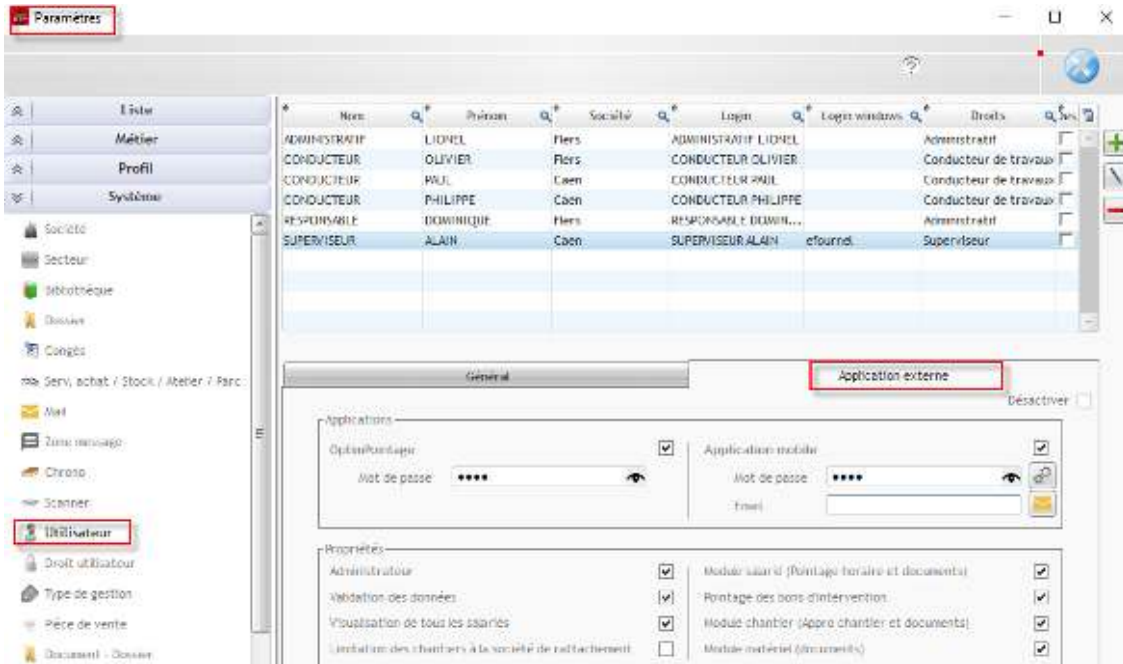 Paramètres
?
Liste
Métier
Profil
Système
Société
Secteur
Bibliothèque
Dossier
Congés
Serv. achat / Stock / Atelier / Parc
Mail
Zone message
Chrono
Scanner
Utilisateur
Droit utilisateur
Type de gestion
Pièce de vente
Document - Dossier
Nom Prénom Société Login Login windows Droits
ADMINISTRATIF LIONEL Flers ADMINISTRATIF LIONEL Administratif
CONDUCTEUR OLIVIER Flers CONDUCTEUR OLIVIER Conducteur de travaux
CONDUCTEUR PAUL Caen CONDUCTEUR PAUL Conducteur de travaux
CONDUCTEUR PHILIPPE Caen CONDUCTEUR PHILIPPE Conducteur de travaux
RESPONSABLE DOMINIQUE Flers RESPONSABLE DOMIN... Administratif
SUPERVISEUR ALAIN Caen SUPERVISEUR ALAIN Superviseur
Général
Application externe
Désactiver
Applications
OptimPointage
Mot de passe ••••
Application mobile
Mot de passe ••••
Email
Propriétés
Administrateur
Validation des données
Visualisation de tous les salariés
Limitation des chantiers à la société de rattachement
Module salarié (Pointage horaire et documents)
Pointage des bons d'intervention
Module chantier (Appro chantier et documents)
Module matériel (documents)